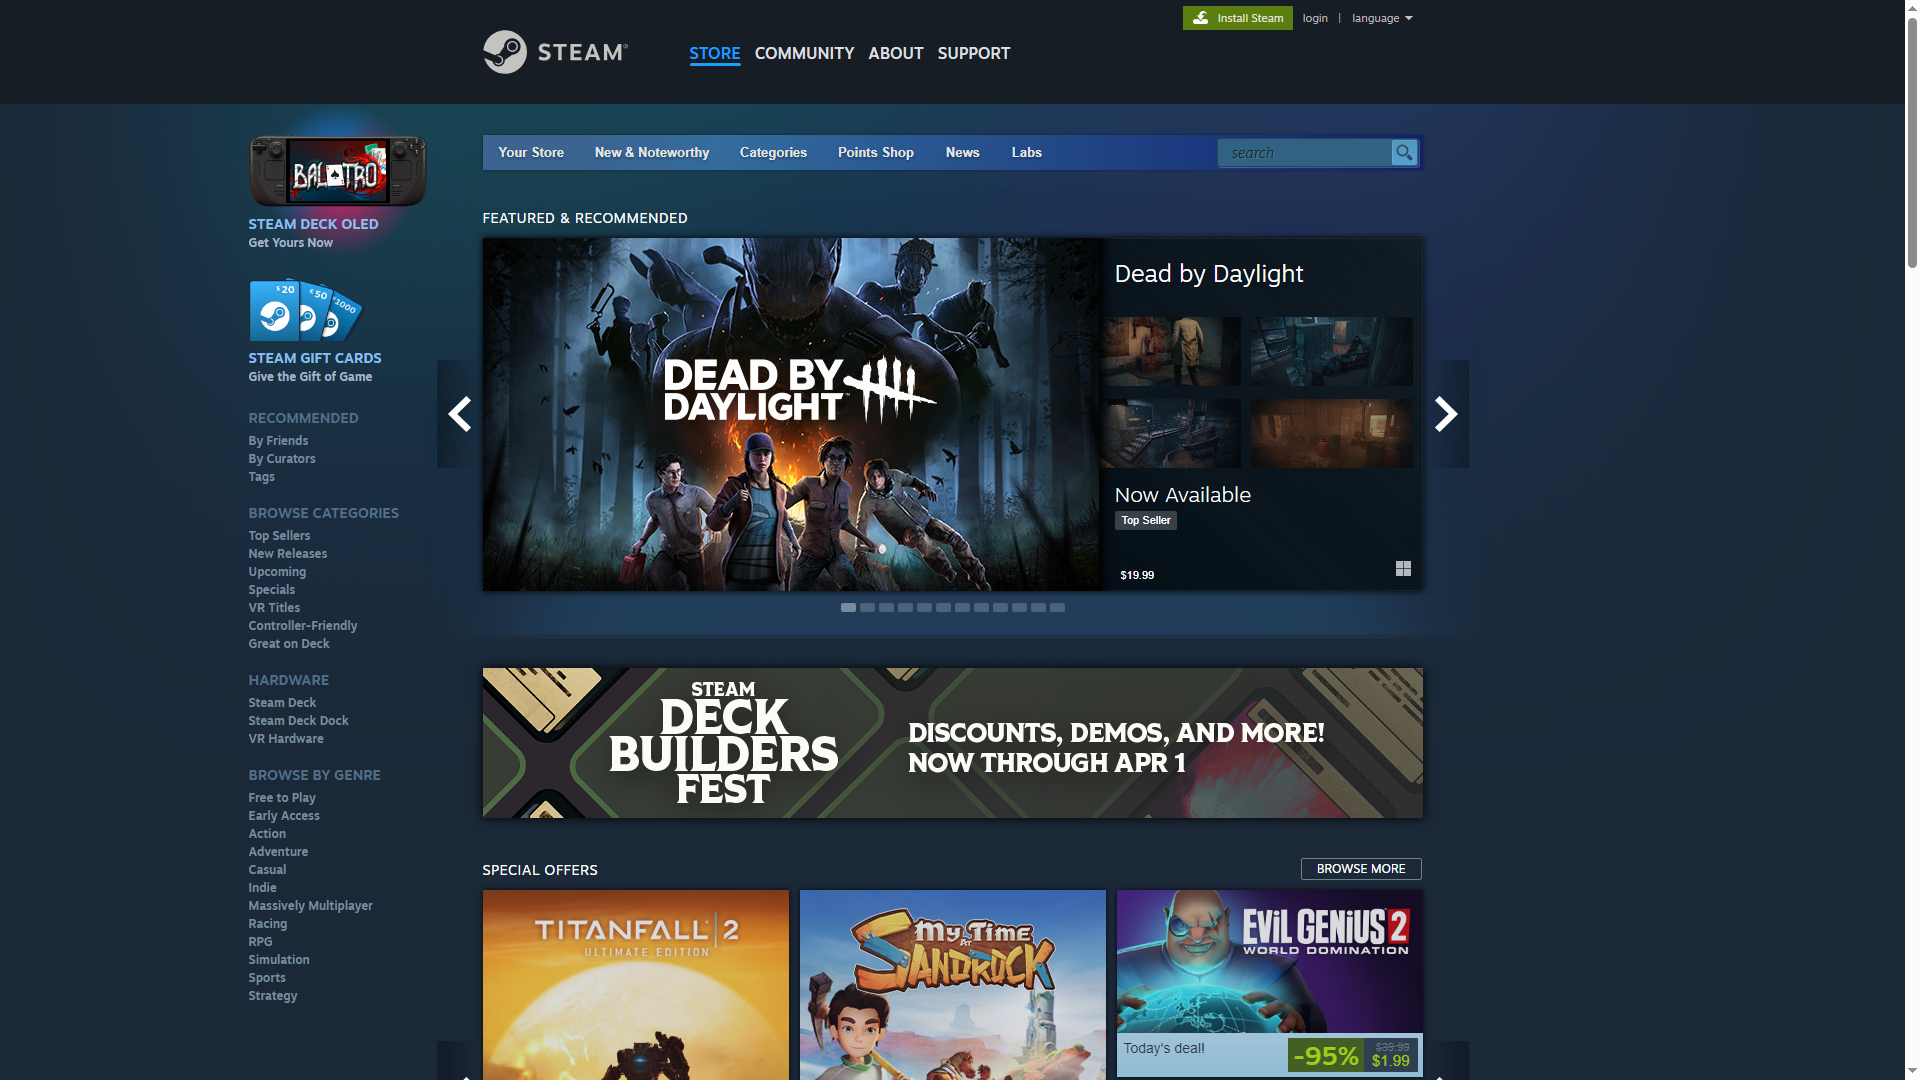 Install Steam
login | language
STEAM
STORE
COMMUNITY
ABOUT
SUPPORT
BALATRO
STEAM DECK OLED
Get Yours Now
$20
€50
¥1000
STEAM GIFT CARDS
Give the Gift of Game
RECOMMENDED
By Friends
By Curators
Tags
BROWSE CATEGORIES
Top Sellers
New Releases
Upcoming
Specials
VR Titles
Controller-Friendly
Great on Deck
HARDWARE
Steam Deck
Steam Deck Dock
VR Hardware
BROWSE BY GENRE
Free to Play
Early Access
Action
Adventure
Casual
Indie
Massively Multiplayer
Racing
RPG
Simulation
Sports
Strategy
Your Store
New & Noteworthy
Categories
Points Shop
News
Labs
search
FEATURED & RECOMMENDED
DEAD BY
DAYLIGHT
Dead by Daylight
Now Available
Top Seller
$19.99
STEAM
DECK
BUILDERS
FEST
DISCOUNTS, DEMOS, AND MORE!
NOW THROUGH APR 1
SPECIAL OFFERS
BROWSE MORE
TITANFALL 2
ULTIMATE EDITION
My Time
AT
SANDROCK
EVIL GENIUS 2
WORLD DOMINATION
Today's deal!
-95%
$39.99
$1.99